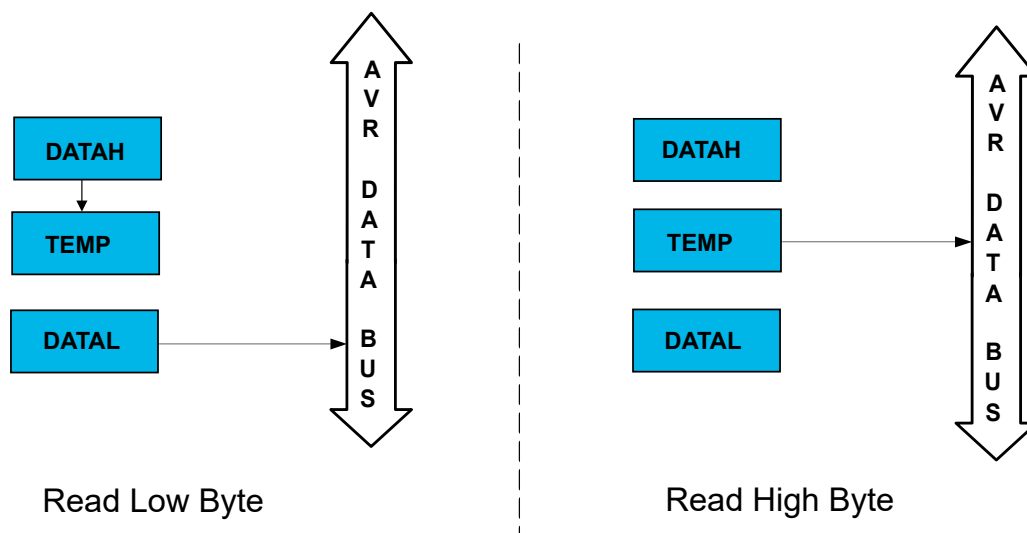 DATAH
TEMP
DATAL
AVR DATA BUS
Read Low Byte
DATAH
TEMP
DATAL
AVR DATA BUS
Read High Byte